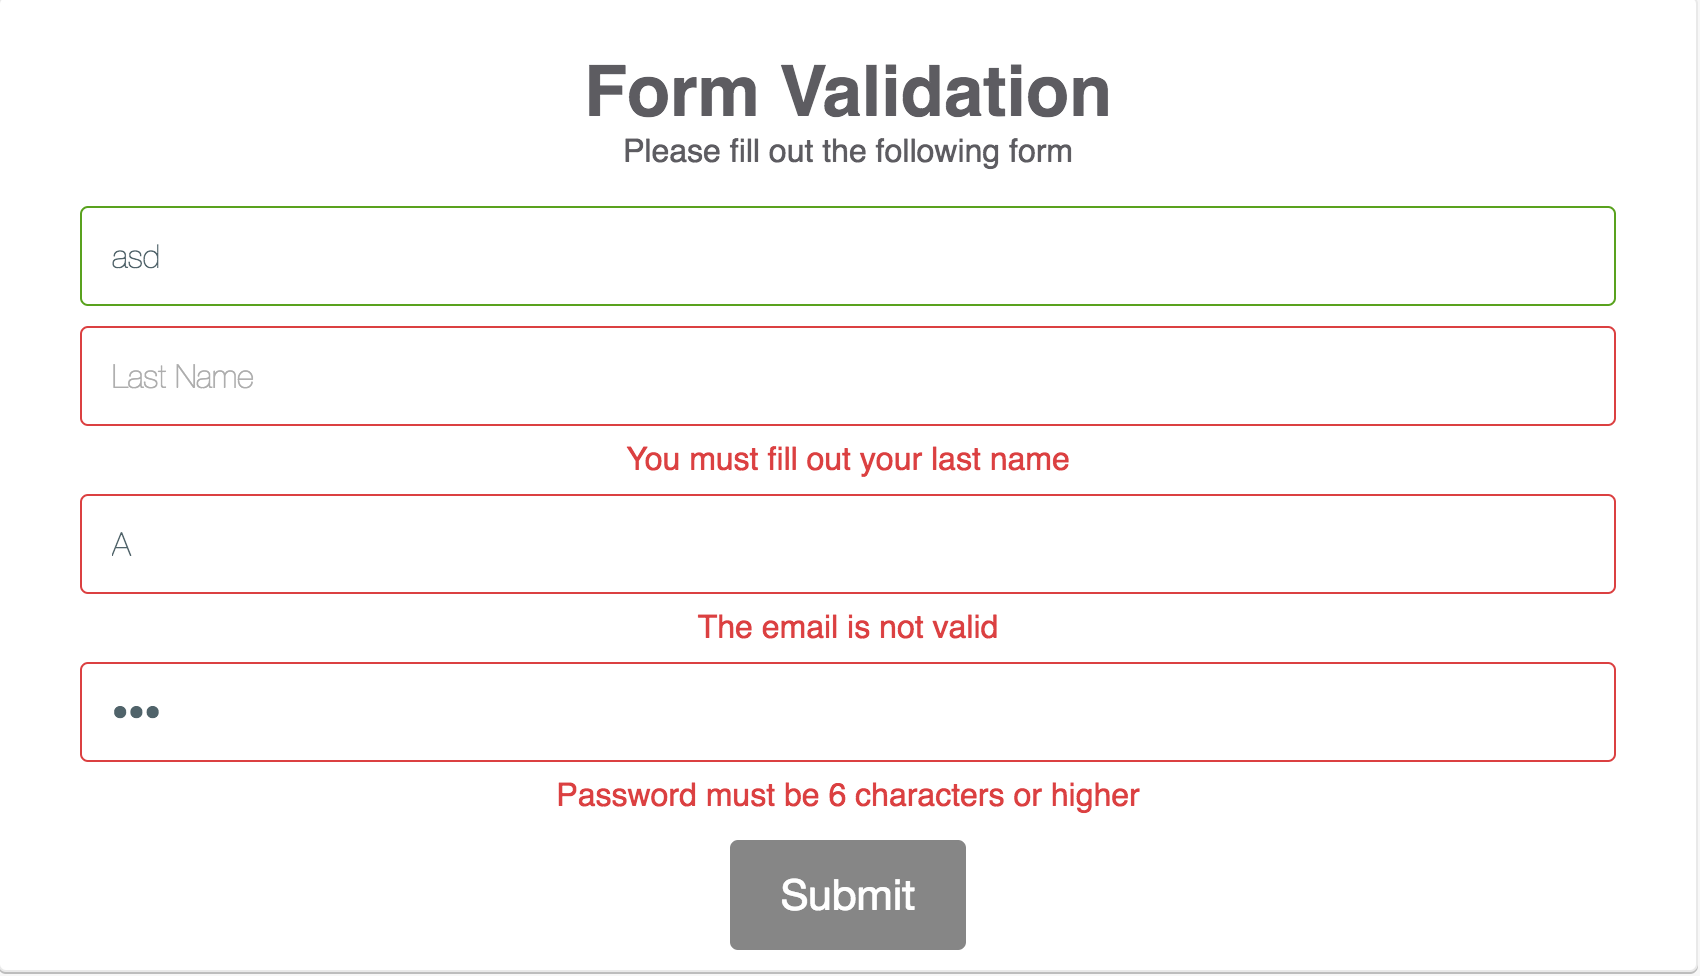 Form Validation
Please fill out the following form
asd
Last Name
You must fill out your last name
A
The email is not valid
•••
Password must be 6 characters or higher
Submit